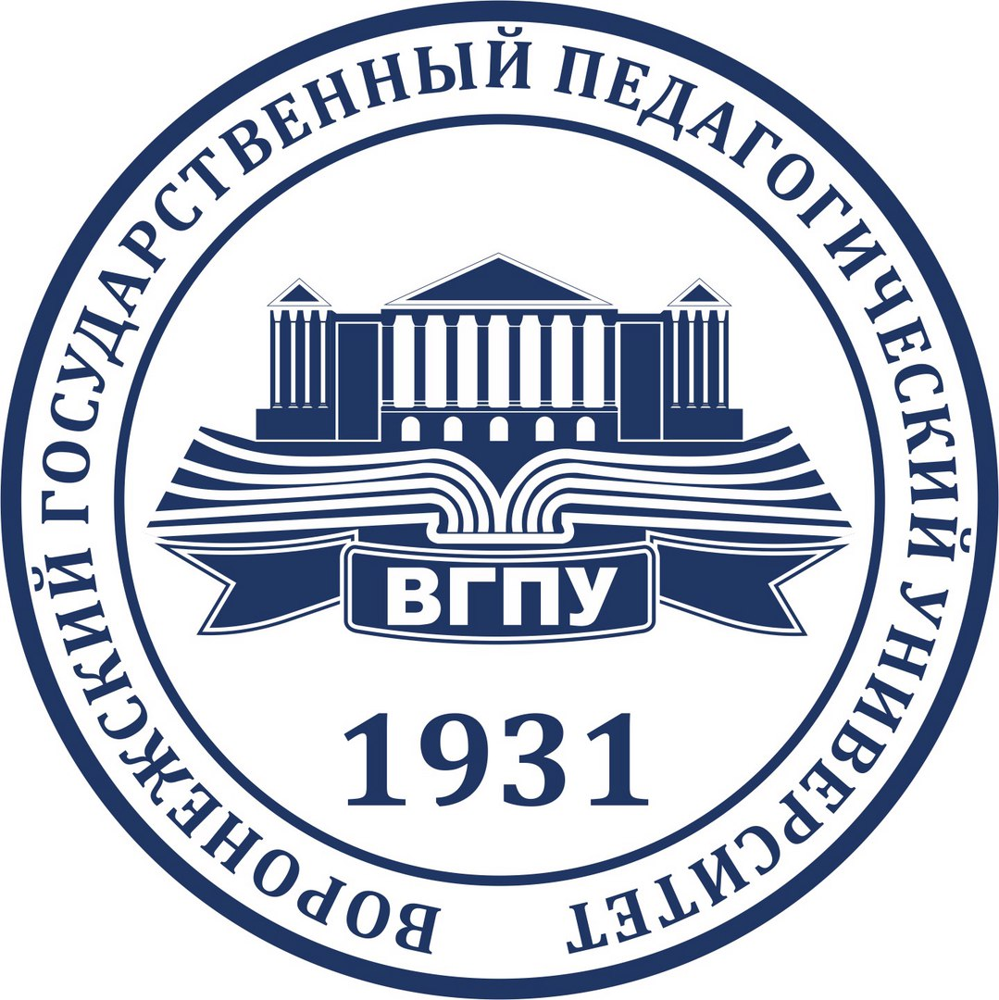 ВОРОНЕЖСКИЙ ГОСУДАРСТВЕННЫЙ ПЕДАГОГИЧЕСКИЙ УНИВЕРСИТЕТ
ВГПУ
1931